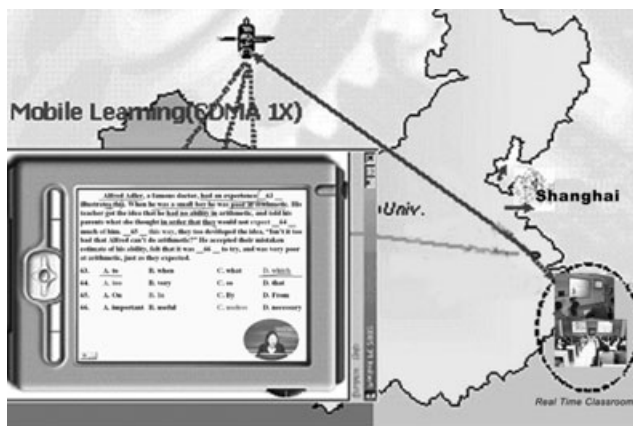 Mobile Learning(CDMA 1X)
Alfred Adler, a famous doctor, had an experience __63__
illustrates this. When he was a small boy he was poor at arithmetic. His
teacher got the idea that he had no ability in arithmetic, and told his
parents what she thought in order that they would not expect __64__
much of him. __65__ this way, they too developed the idea, "Isn't it too
bad that Alfred can't do arithmetic?" He accepted their mistaken
estimate of his ability, felt that it was __66__ to try, and was very poor
at arithmetic, just as they expected.
63. A. to B. when C. what D. which
64. A. too B. very C. so D. that
65. A. On B. In C. By D. From
66. A. important B. useful C. useless D. necessary
Univ.
Shanghai
Real Time Classroom